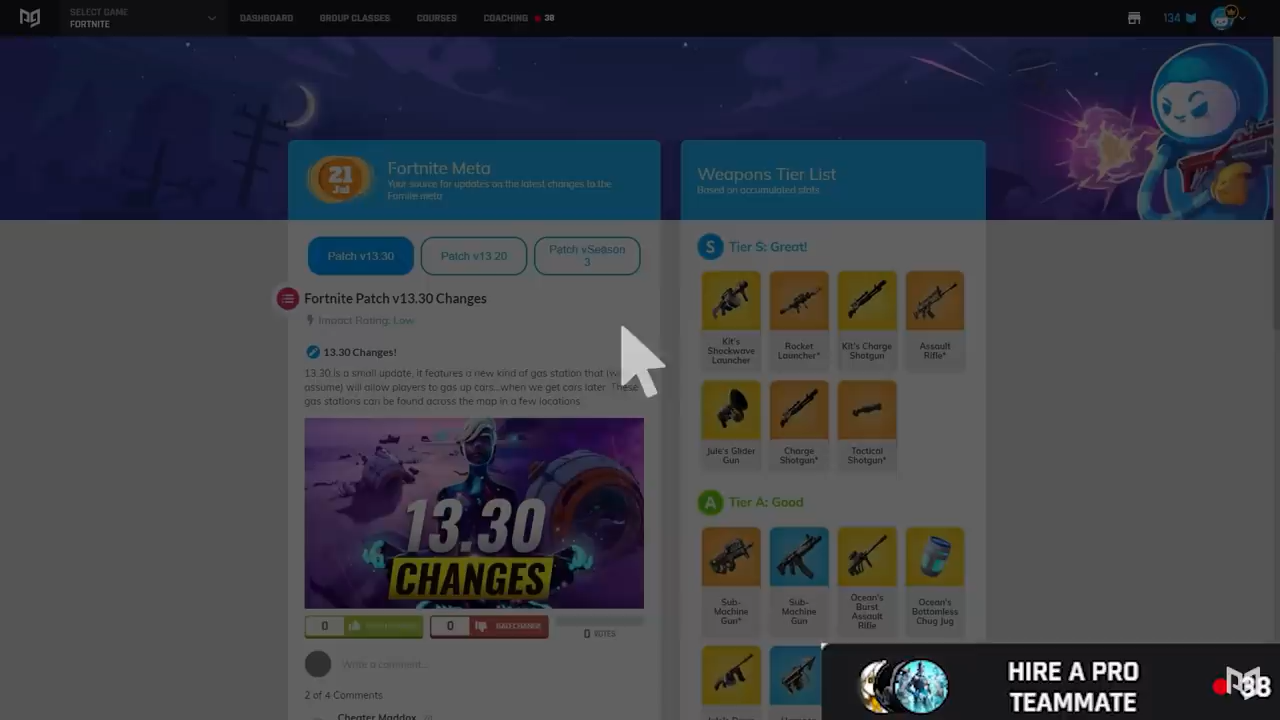 SELECT GAME
FORTNITE
DASHBOARD
GROUP CLASSES
COURSES
COACHING
38
134
21
Jul
Fortnite Meta
Your source for updates on the latest changes to the
Fornite meta
Weapons Tier List
Based on accumulated stats
Patch v13.30
Patch v13.20
Patch vSeason
3
S
Tier S: Great!
Fortnite Patch v13.30 Changes
Impact Rating: Low
13.30 Changes!
13.30 is a small update, it features a new kind of gas station that
assume) will allow players to gas up cars...when we get cars later. These
gas stations can be found across the map in a few locations.
13.30
CHANGES
Kit's
Shockwave
Launcher
Rocket
Launcher*
Kit's Charge
Shotgun
Assault
Rifle*
Jule's Glider
Gun
Charge
Shotgun*
Tactical
Shotgun*
A
Tier A: Good
Sub-
Machine
Gun*
Sub-
Machine
Gun
Ocean's
Burst
Assault
Rifle
Ocean's
Bottomless
Chug Jug
0
0
BAD CHANGE
0 VOTES
Write a comment...
2 of 4 Comments
Cheater Maddox
HIRE A PRO
TEAMMATE
38